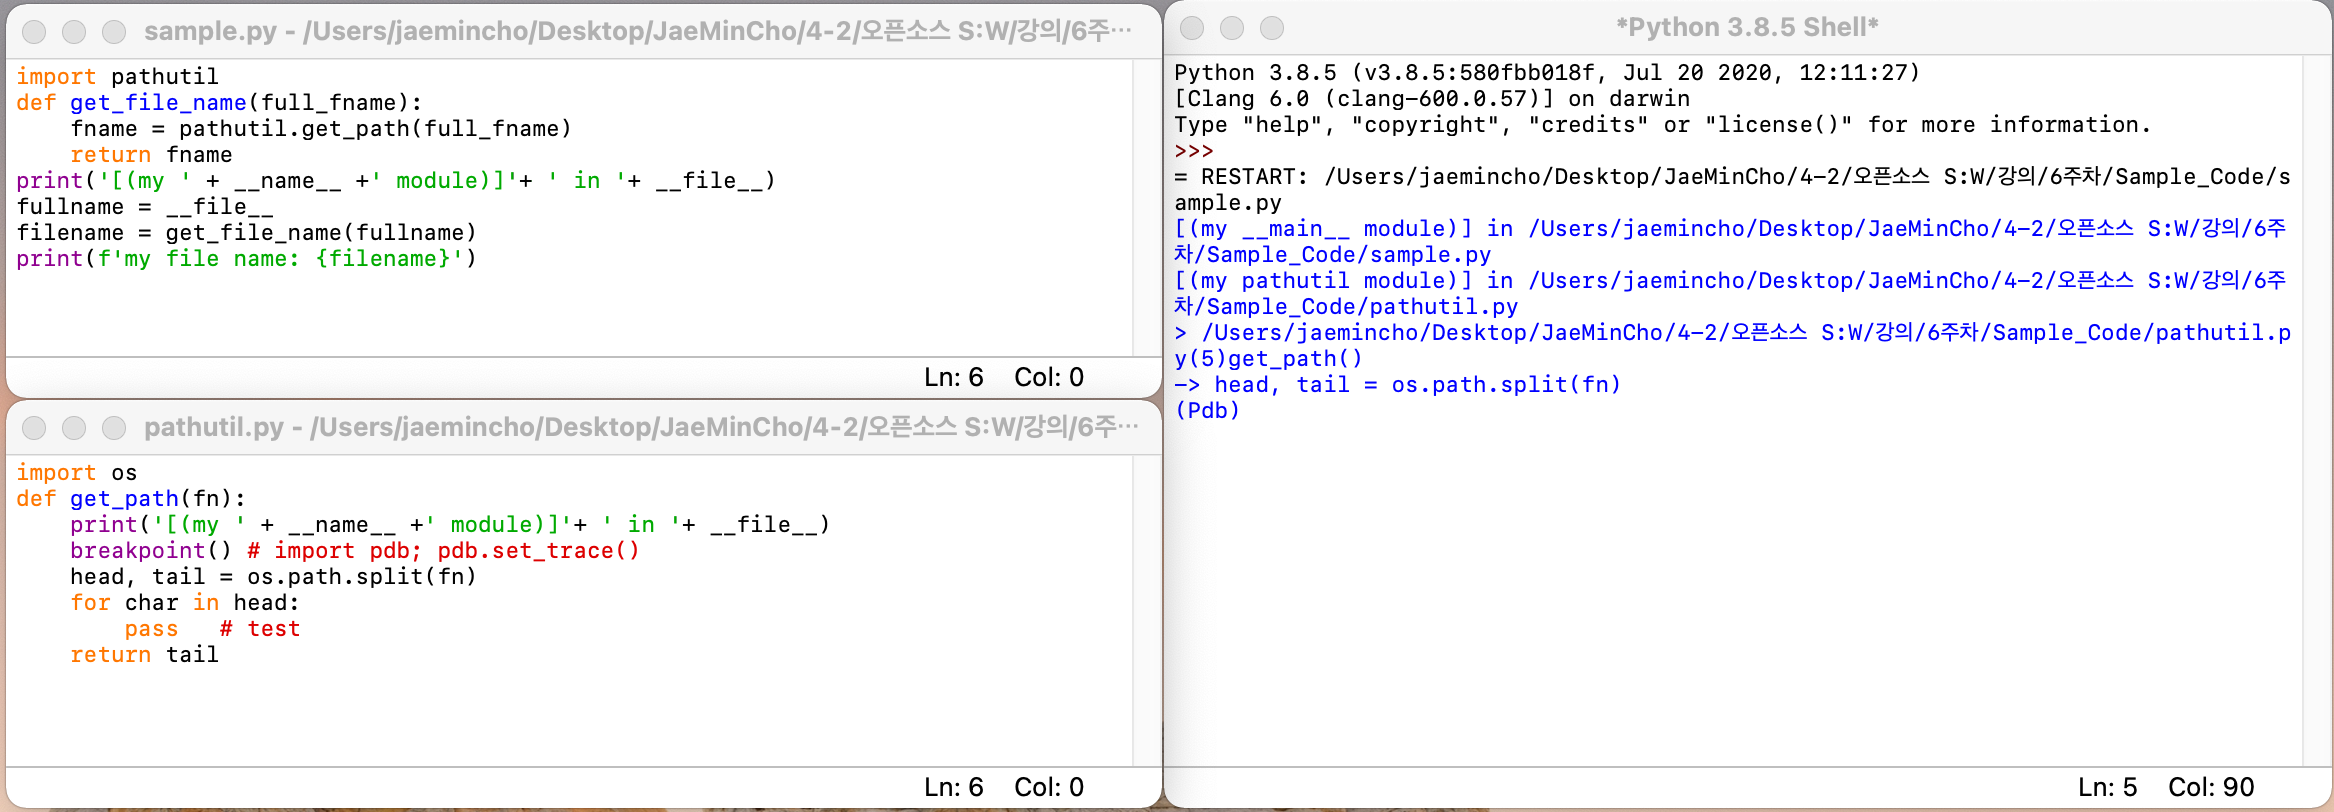 sample.py - /Users/jaemincho/Desktop/JaeMinCho/4-2/오픈소스 S:W/강의/6주···
import pathutil
def get_file_name(full_fname):
    fname = pathutil.get_path(full_fname)
    return fname
print('[(my ' + __name__ +' module)]'+ ' in '+ __file__)
fullname = __file__
filename = get_file_name(fullname)
print(f'my file name: {filename}')
Ln: 6 Col: 0
pathutil.py - /Users/jaemincho/Desktop/JaeMinCho/4-2/오픈소스 S:W/강의/6주···
import os
def get_path(fn):
    print('[(my ' + __name__ +' module)]'+ ' in '+ __file__)
    breakpoint() # import pdb; pdb.set_trace()
    head, tail = os.path.split(fn)
    for char in head:
        pass   # test
    return tail
Ln: 6 Col: 0
*Python 3.8.5 Shell*
Python 3.8.5 (v3.8.5:580fbb018f, Jul 20 2020, 12:11:27)
[Clang 6.0 (clang-600.0.57)] on darwin
Type "help", "copyright", "credits" or "license()" for more information.
>>>
= RESTART: /Users/jaemincho/Desktop/JaeMinCho/4-2/오픈소스 S:W/강의/6주차/Sample_Code/s
ample.py
[(my __main__ module)] in /Users/jaemincho/Desktop/JaeMinCho/4-2/오픈소스 S:W/강의/6주
차/Sample_Code/sample.py
[(my pathutil module)] in /Users/jaemincho/Desktop/JaeMinCho/4-2/오픈소스 S:W/강의/6주
차/Sample_Code/pathutil.py
> /Users/jaemincho/Desktop/JaeMinCho/4-2/오픈소스 S:W/강의/6주차/Sample_Code/pathutil.p
y(5)get_path()
-> head, tail = os.path.split(fn)
(Pdb)
Ln: 5 Col: 90